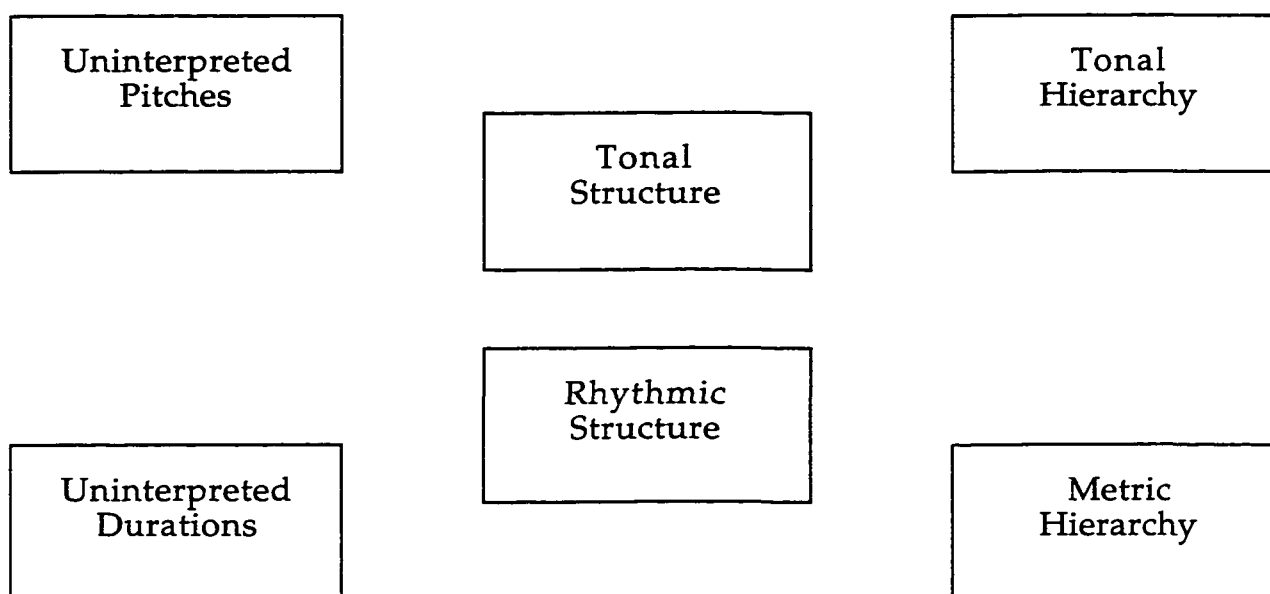 Uninterpreted
Pitches
Tonal
Hierarchy
Tonal
Structure
Rhythmic
Structure
Uninterpreted
Durations
Metric
Hierarchy